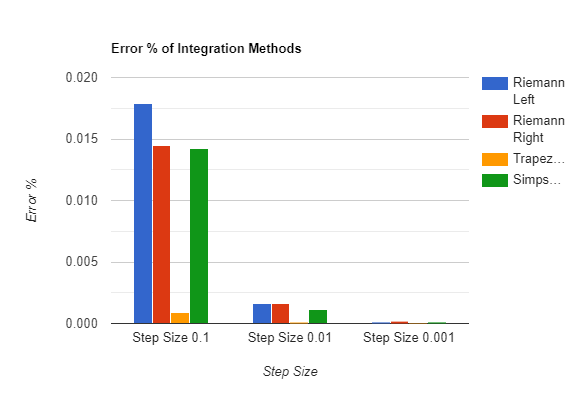 Error % of Integration Methods
0.020
0.015
0.010
0.005
0.000
Error %
Step Size 0.1
Step Size 0.01
Step Size 0.001
Step Size
Riemann
Left
Riemann
Right
Trapez...
Simps...